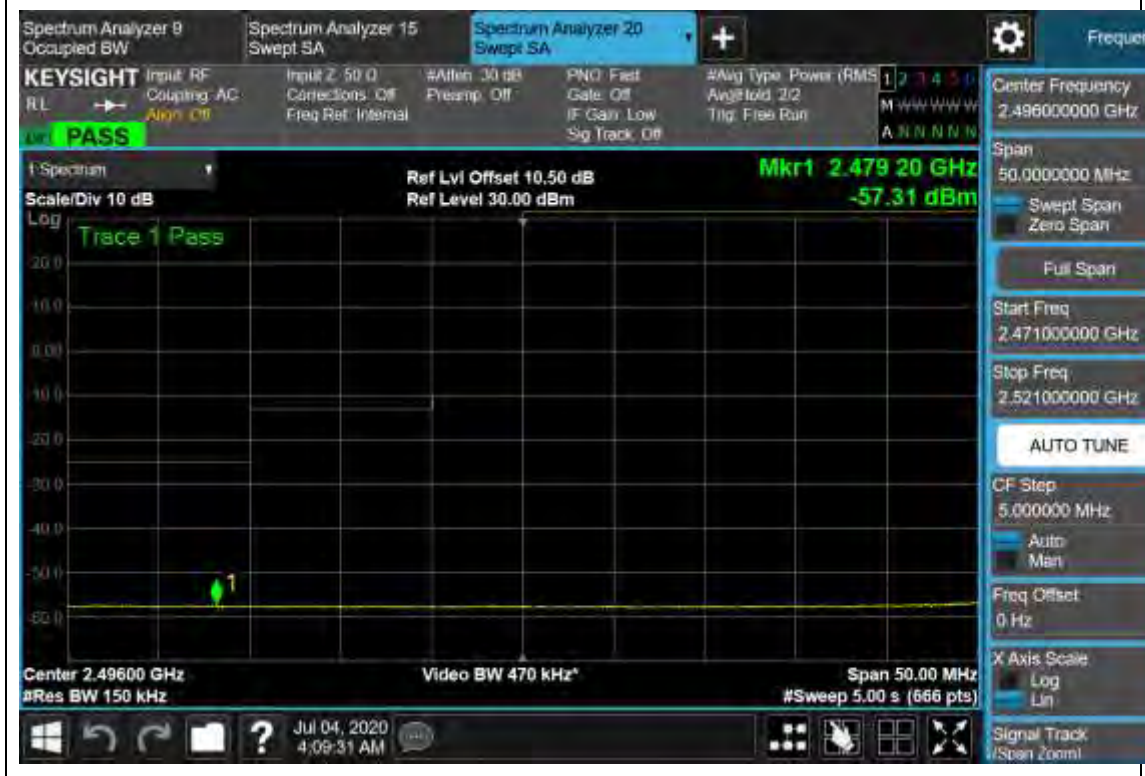 Spectrum Analyzer 9
Occupied BW
Spectrum Analyzer 15
Swept SA
Spectrum Analyzer 20
Swept SA
Frequen
KEYSIGHT
RL
PASS
Input: RF
Coupling: AC
Align: Off
Input Z: 50 Ω
Corrections: Off
Freq Ref: Internal
#Atten: 30 dB
Preamp: Off
PNO: Fast
Gate: Off
IF Gain: Low
Sig Track: Off
#Avg Type: Power (RMS
Avg|Hold: 2/2
Trig: Free Run
1 2 3 4 5 6
M W W W W W
A N N N N N
1 Spectrum
Scale/Div 10 dB
Log
Ref Lvl Offset 10.50 dB
Ref Level 30.00 dBm
Mkr1 2.479 20 GHz
-57.31 dBm
Trace 1 Pass
20.0
10.0
0.00
-10.0
-20.0
-30.0
-40.0
-50.0
-60.0
1
Center 2.49600 GHz
#Res BW 150 kHz
Video BW 470 kHz*
Span 50.00 MHz
#Sweep 5.00 s (666 pts)
Jul 04, 2020
4:09:31 AM
Center Frequency
2.496000000 GHz
Span
50.0000000 MHz
Swept Span
Zero Span
Full Span
Start Freq
2.471000000 GHz
Stop Freq
2.521000000 GHz
AUTO TUNE
CF Step
5.000000 MHz
Auto
Man
Freq Offset
0 Hz
X Axis Scale
Log
Lin
Signal Track
(Span Zoom)